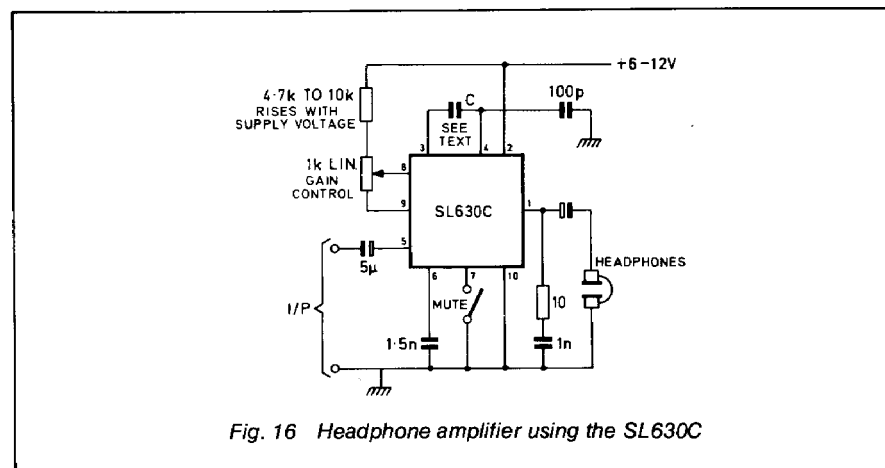 +6-12V
4·7k TO 10k
RISES WITH
SUPPLY VOLTAGE
C
100p
SEE
TEXT
3
4
2
1k LIN.
GAIN
CONTROL
8
9
SL630C
1
5
5µ
HEADPHONES
6
7
10
I/P
MUTE
10
1·5n
1n
Fig. 16 Headphone amplifier using the SL630C